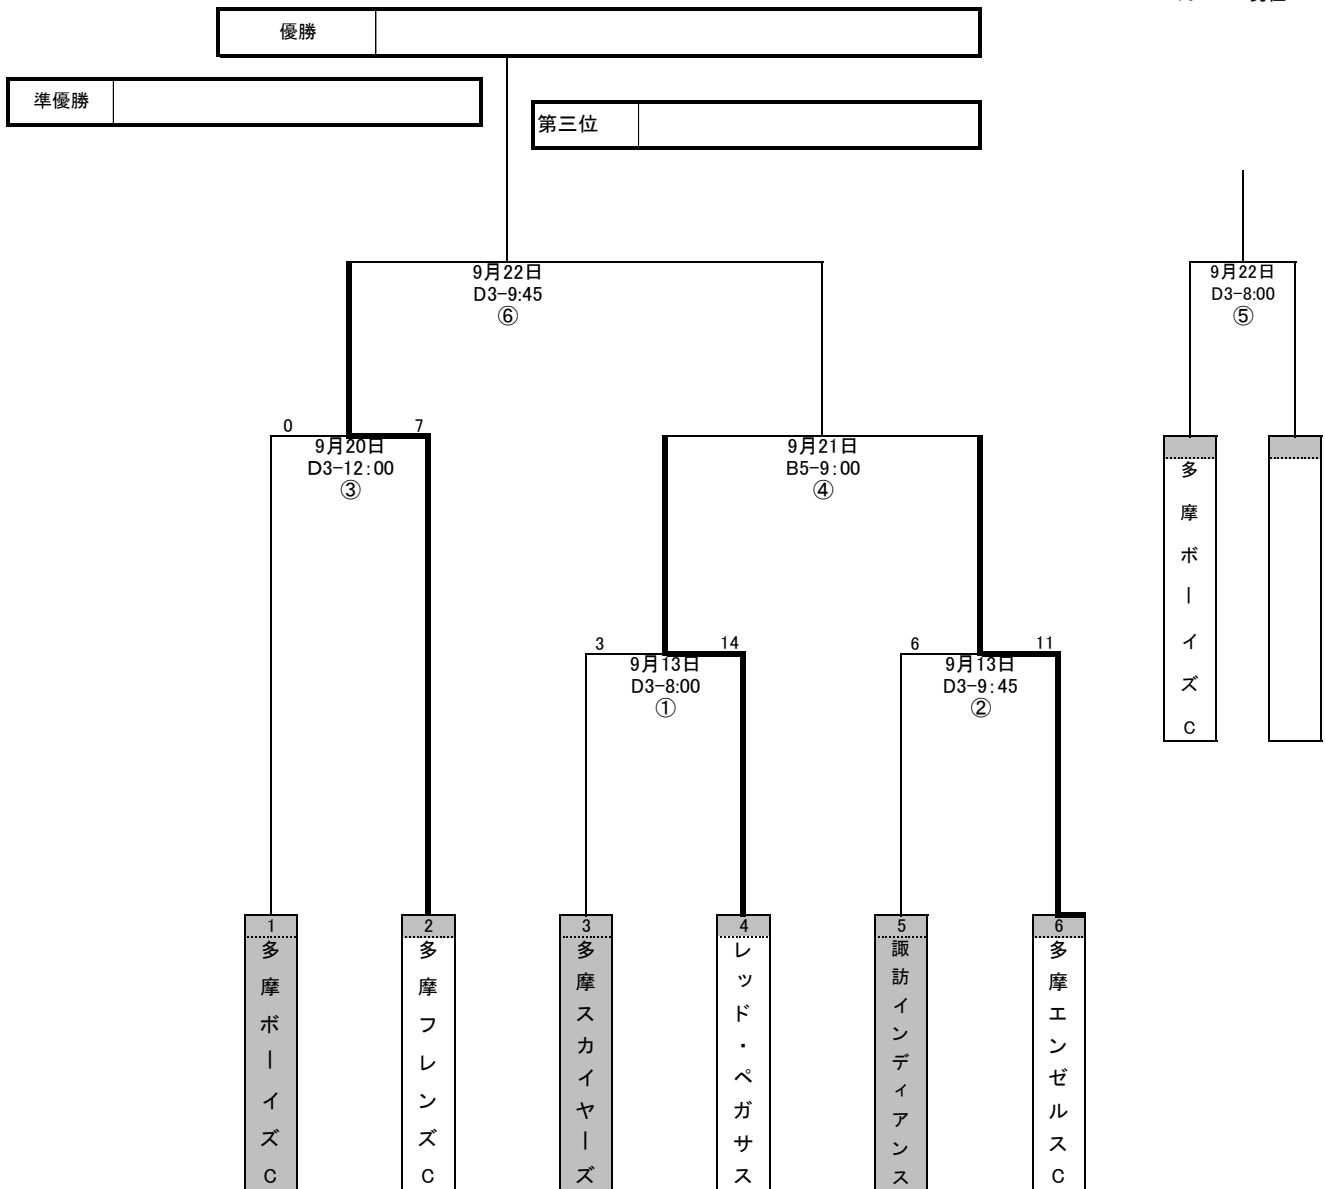 優勝
準優勝
第三位
9月22日
D3-9:45
⑥
9月22日
D3-8:00
⑤
0 7
9月20日
D3-12:00
③
9月21日
B5-9:00
④
多摩ボーイズC
3 14
9月13日
D3-8:00
①
6 11
9月13日
D3-9:45
②
1
多摩ボーイズC
2
多摩フレンズC
3
多摩スカイヤーズ
4
レッド・ペガサス
5
諏訪インディアンス
6
多摩エンゼルスC